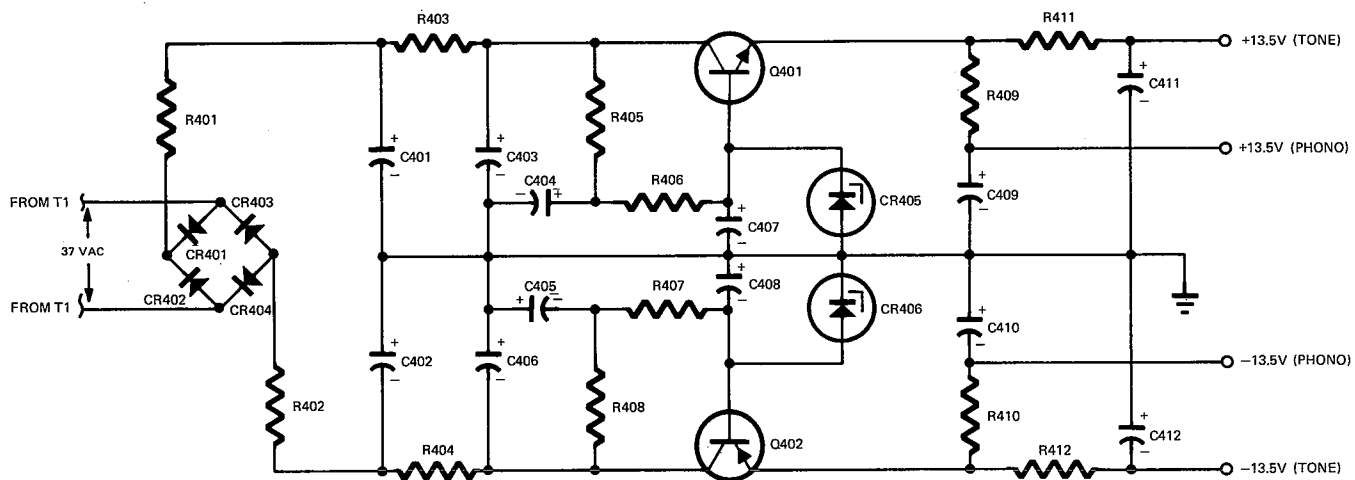 R403
R411
+13.5V (TONE)
Q401
C411
R409
R401
R405
+13.5V (PHONO)
C401
C403
C404
R406
CR405
C409
FROM T1
CR403
C407
37 VAC
CR401
C405
R407
C408
CR406
CR402
CR404
FROM T1
C410
C402
C406
−13.5V (PHONO)
R402
R408
R410
C412
Q402
R404
R412
−13.5V (TONE)
+
−
+
−
+
−
−
+
+
−
+
−
+
−
+
−
+
−
+
−
+
−
+
−